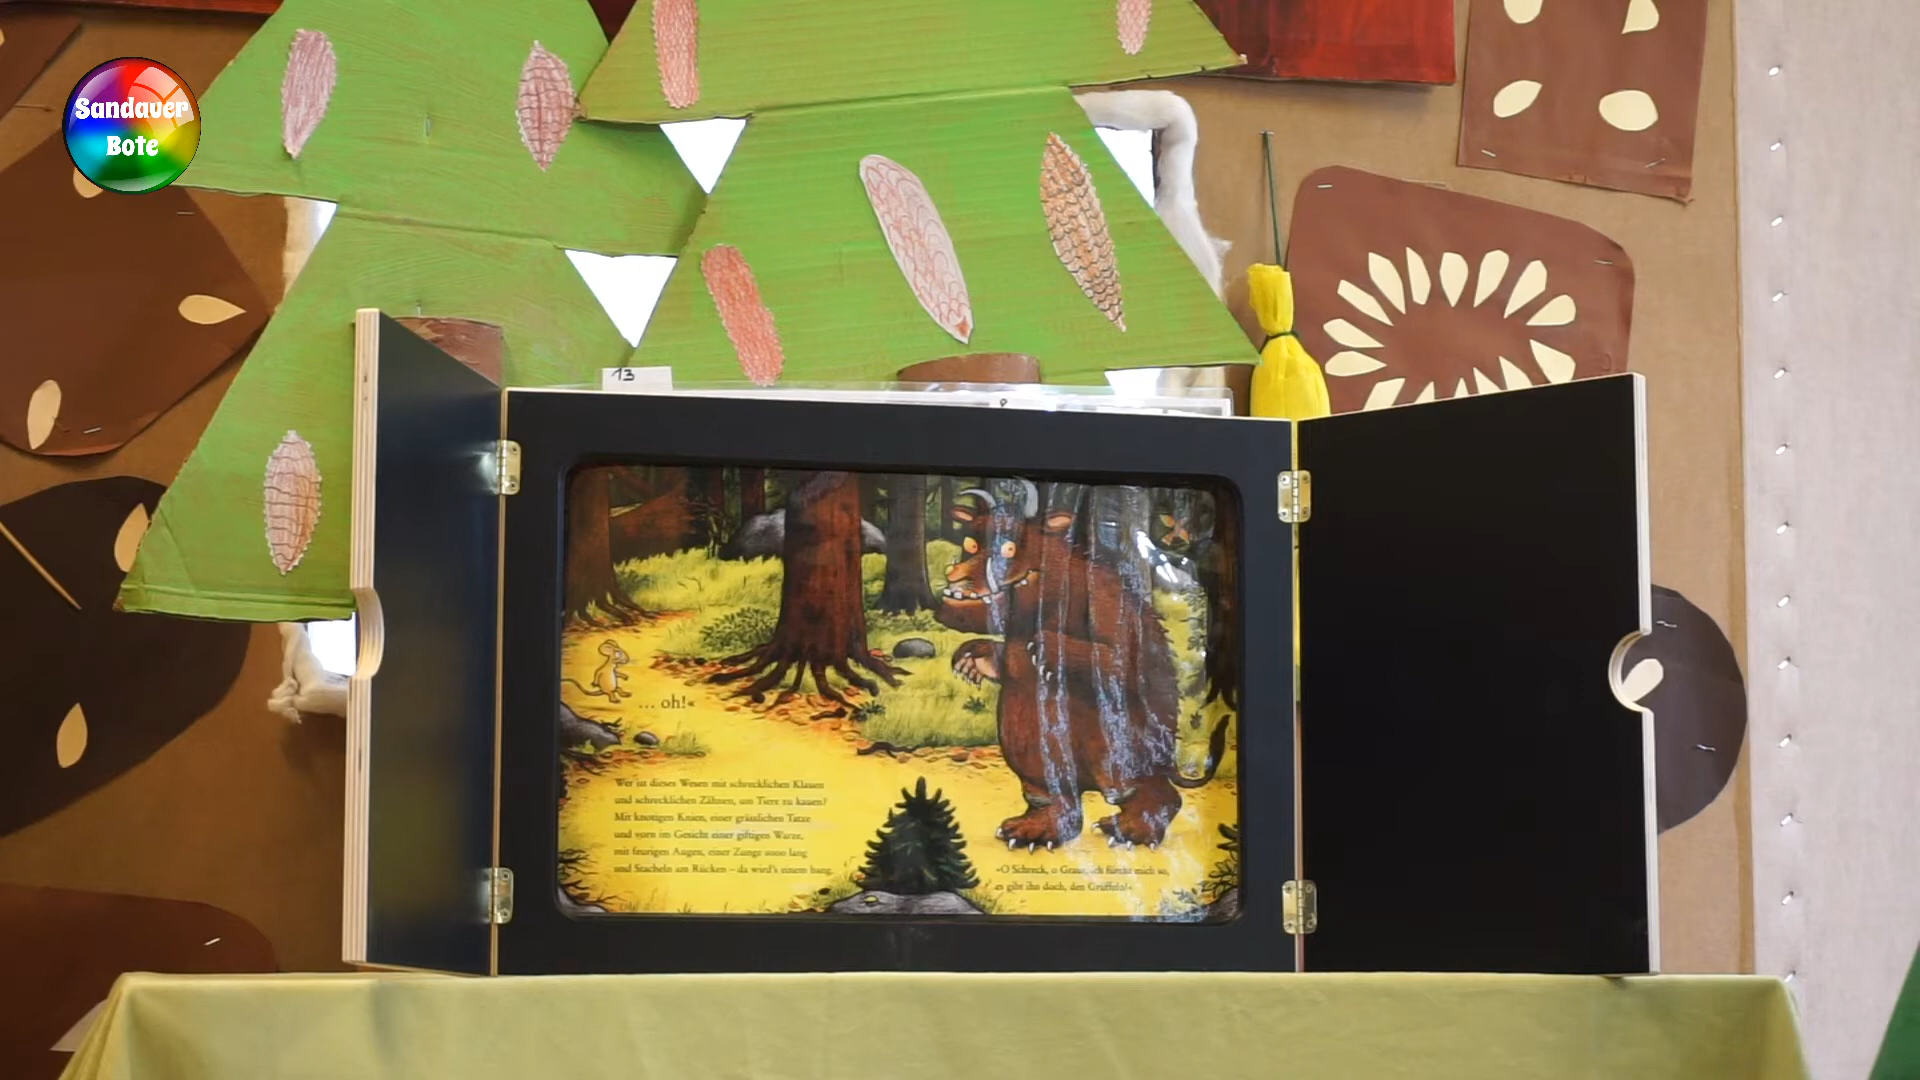 Sandauer
Bote
13
... oh!«
Wer ist dieses Wesen mit schrecklichen Klauen
und schrecklichen Zähnen, um Tiere zu kauen?
Mit knotigen Knien, einer grässlichen Tatze
und vorn im Gesicht einer giftigen Warze,
mit feurigen Augen, einer Zunge sooo lang
und Stacheln am Rücken – da wird's einem bang.
»O Schreck, o Graus, ich fürcht mich so,
es gibt ihn doch, den Grüffelo!«